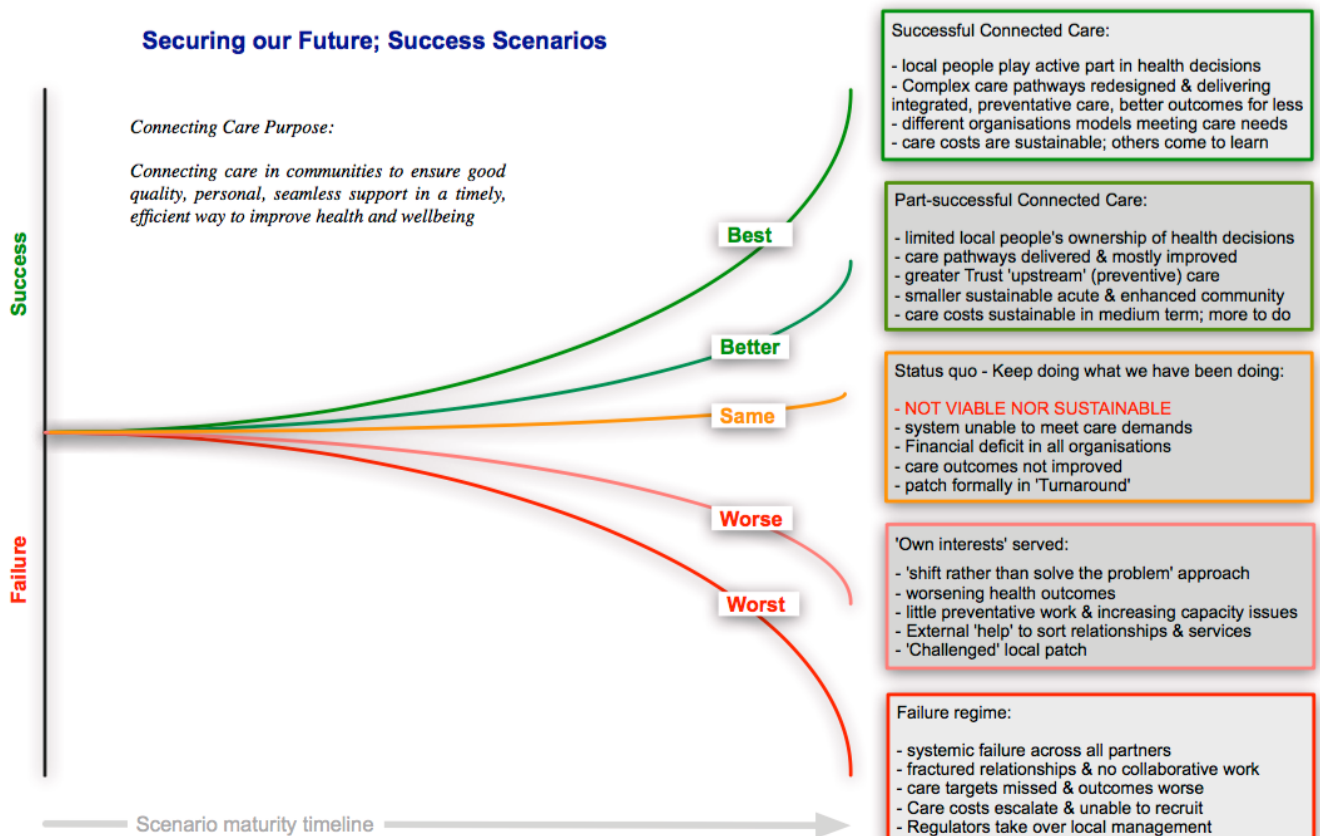 Securing our Future; Success Scenarios
Connecting Care Purpose:
Connecting care in communities to ensure good
quality, personal, seamless support in a timely,
efficient way to improve health and wellbeing
Success
Failure
Best
Better
Same
Worse
Worst
Scenario maturity timeline
Successful Connected Care:
- local people play active part in health decisions
- Complex care pathways redesigned & delivering
integrated, preventative care, better outcomes for less
- different organisations models meeting care needs
- care costs are sustainable; others come to learn
Part-successful Connected Care:
- limited local people's ownership of health decisions
- care pathways delivered & mostly improved
- greater Trust 'upstream' (preventive) care
- smaller sustainable acute & enhanced community
- care costs sustainable in medium term; more to do
Status quo - Keep doing what we have been doing:
- NOT VIABLE NOR SUSTAINABLE
- system unable to meet care demands
- Financial deficit in all organisations
- care outcomes not improved
- patch formally in 'Turnaround'
'Own interests' served:
- 'shift rather than solve the problem' approach
- worsening health outcomes
- little preventative work & increasing capacity issues
- External 'help' to sort relationships & services
- 'Challenged' local patch
Failure regime:
- systemic failure across all partners
- fractured relationships & no collaborative work
- care targets missed & outcomes worse
- Care costs escalate & unable to recruit
- Regulators take over local management